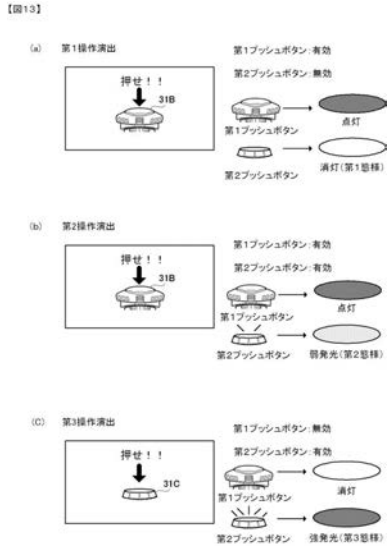 【図13】
(a) 第1操作演出
第1プッシュボタン:有効
第2プッシュボタン:無効
押せ!!
31B
第1プッシュボタン
点灯
第2プッシュボタン
消灯(第1態様)
(b) 第2操作演出
第1プッシュボタン:有効
第2プッシュボタン:有効
押せ!!
31B
第1プッシュボタン
点灯
第2プッシュボタン
弱発光(第2態様)
(C) 第3操作演出
第1プッシュボタン:無効
第2プッシュボタン:有効
押せ!!
31C
第1プッシュボタン
消灯
第2プッシュボタン
強発光(第3態様)